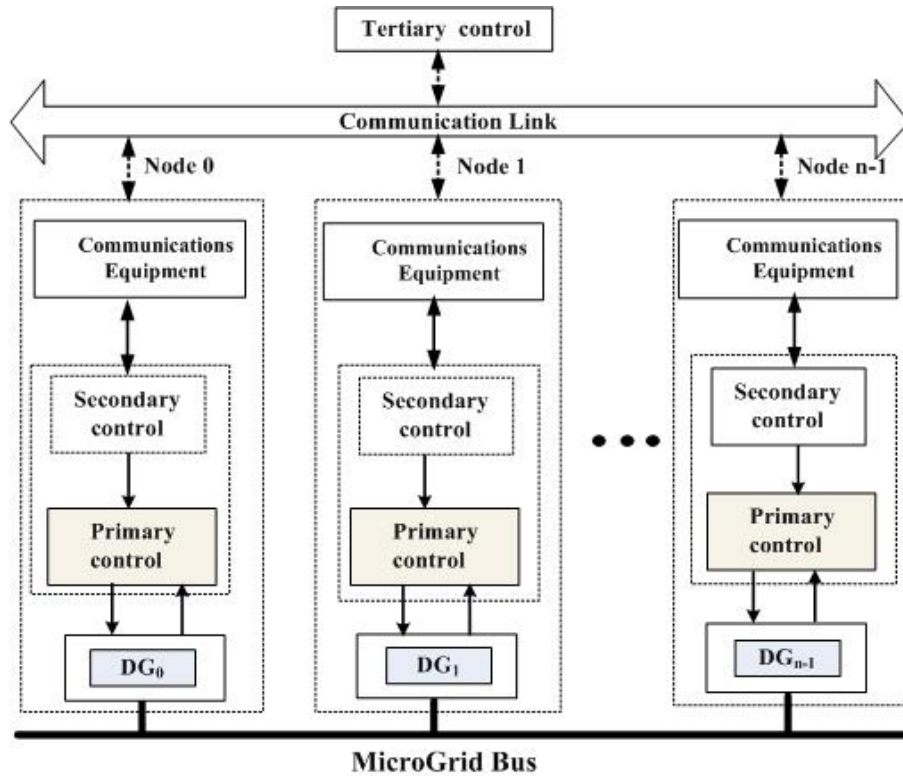 Tertiary control
Communication Link
Node 0
Node 1
Node n-1
Communications
Equipment
Communications
Equipment
Communications
Equipment
Secondary
control
Secondary
control
Secondary
control
Primary
control
Primary
control
Primary
control
DG₀
DG₁
DGₙ₋₁
MicroGrid Bus